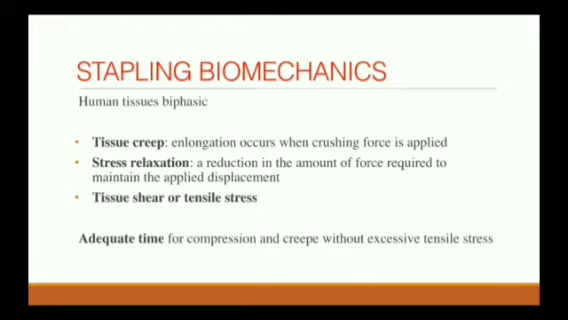 STAPLING BIOMECHANICS
Human tissues biphasic
• Tissue creep: enlongation occurs when crushing force is applied
• Stress relaxation: a reduction in the amount of force required to
maintain the applied displacement
• Tissue shear or tensile stress
Adequate time for compression and creepe without excessive tensile stress